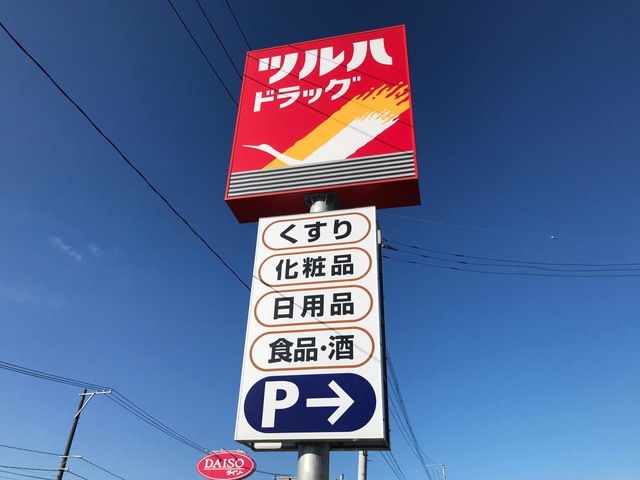 ツルハ
ドラッグ
くすり
化粧品
日用品
食品・酒
P→
DAISO
ダイソー